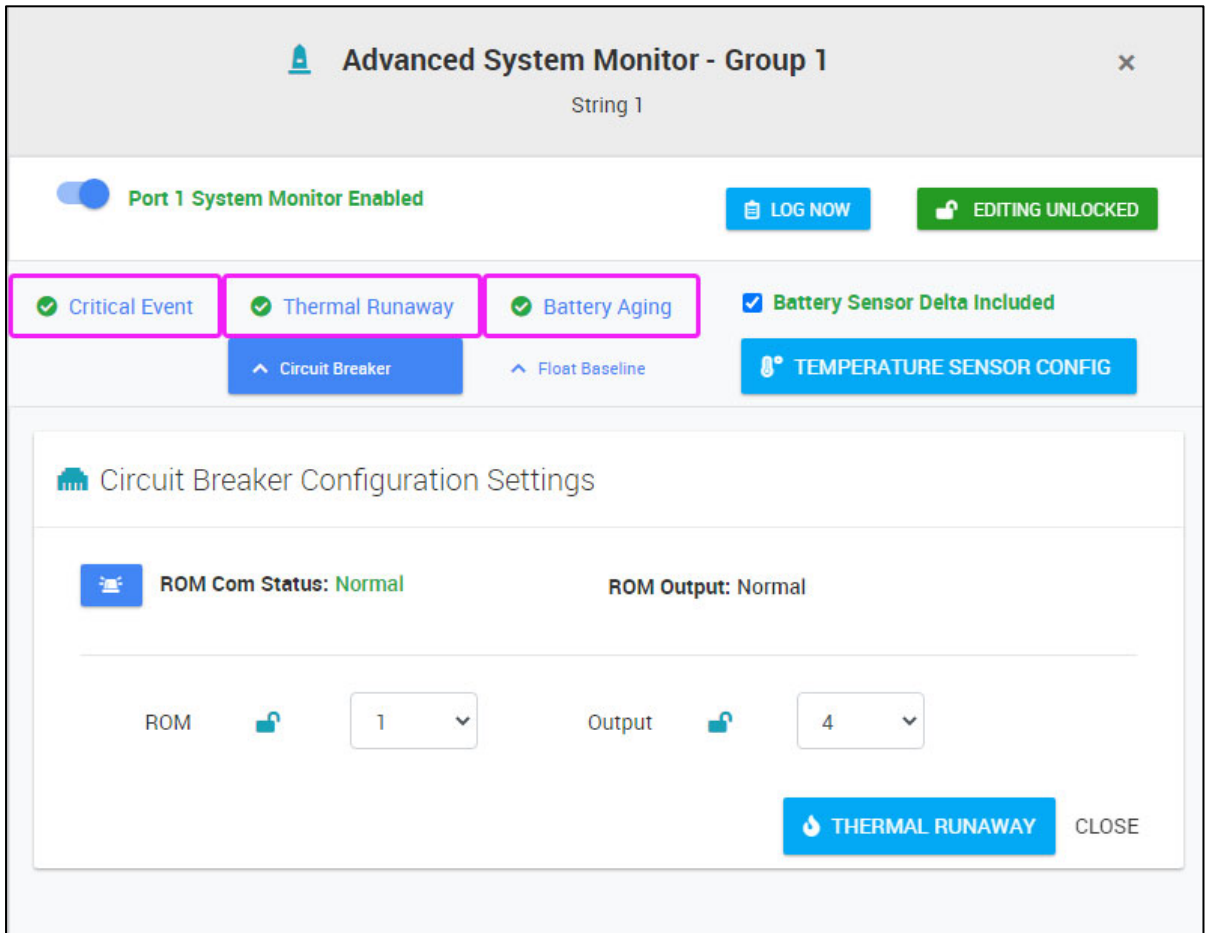 Advanced System Monitor - Group 1
String 1
Port 1 System Monitor Enabled
LOG NOW
EDITING UNLOCKED
Critical Event
Thermal Runaway
Battery Aging
Battery Sensor Delta Included
Circuit Breaker
Float Baseline
TEMPERATURE SENSOR CONFIG
Circuit Breaker Configuration Settings
ROM Com Status: Normal
ROM Output: Normal
ROM
1
Output
4
THERMAL RUNAWAY
CLOSE